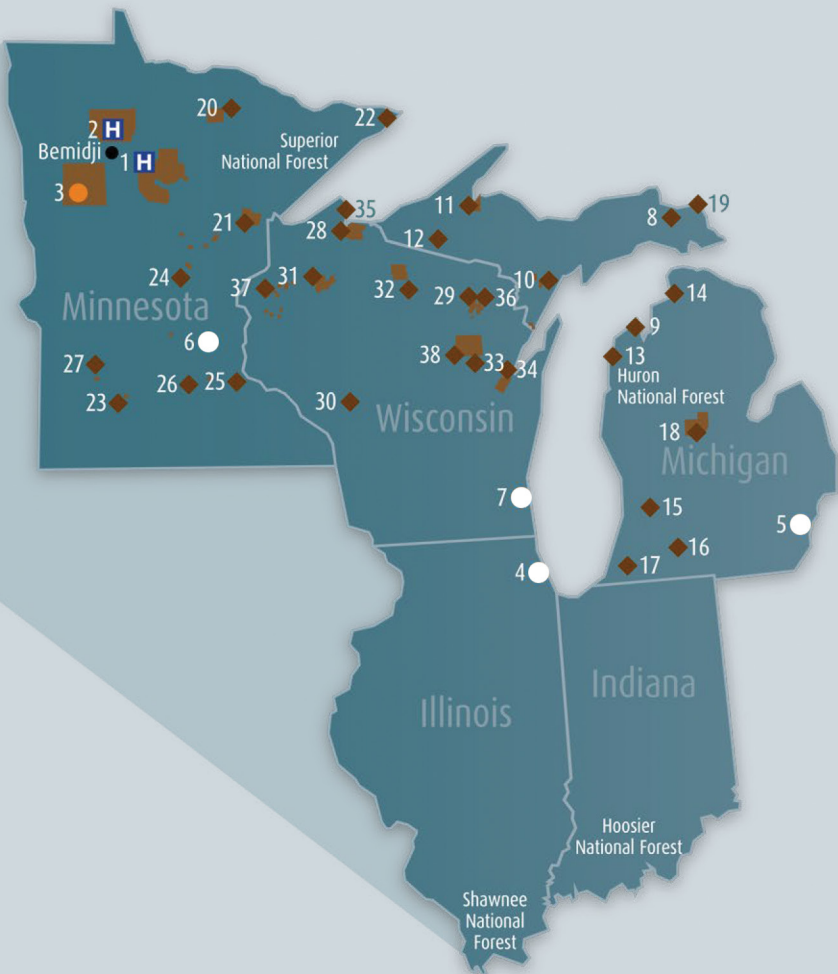 20
22
2 H
Superior
National Forest
Bemidji
1 H
3
11
19
35
8
21
28
12
24
31
10
37
32
29
36
14
Minnesota
6
9
38
33
13
27
34
Huron
National Forest
26
25
23
30
Wisconsin
18
Michigan
7
15
5
16
4
17
Indiana
Illinois
Hoosier
National Forest
Shawnee
National
Forest